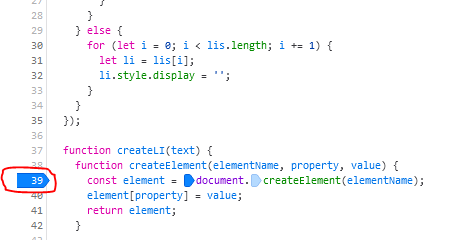 27 }
28 }
29 } else {
30 for (let i = 0; i < lis.length; i += 1) {
31 let li = lis[i];
32 li.style.display = '';
33 }
34 }
35 });
36
37 function createLI(text) {
38 function createElement(elementName, property, value) {
39 const element = document.createElement(elementName);
40 element[property] = value;
41 return element;
42 }